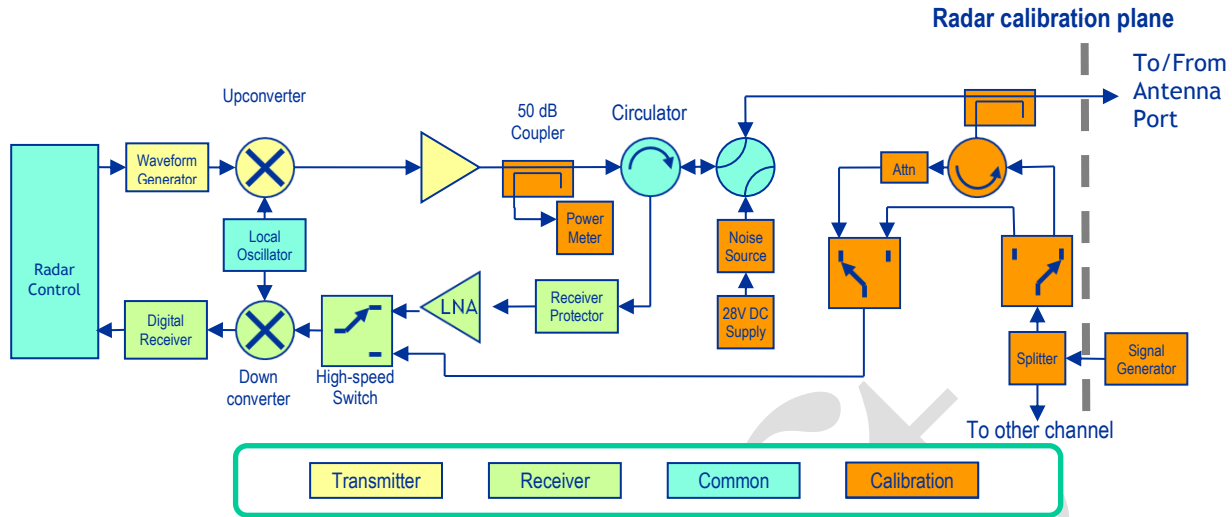 Radar calibration plane
To/From
Antenna
Port
Upconverter
50 dB
Coupler
Circulator
Waveform
Generator
Attn
Power
Meter
Local
Oscillator
Noise
Source
Radar
Control
LNA
Receiver
Protector
28V DC
Supply
Digital
Receiver
Splitter
Signal
Generator
Down
converter
High-speed
Switch
To other channel
Transmitter
Receiver
Common
Calibration